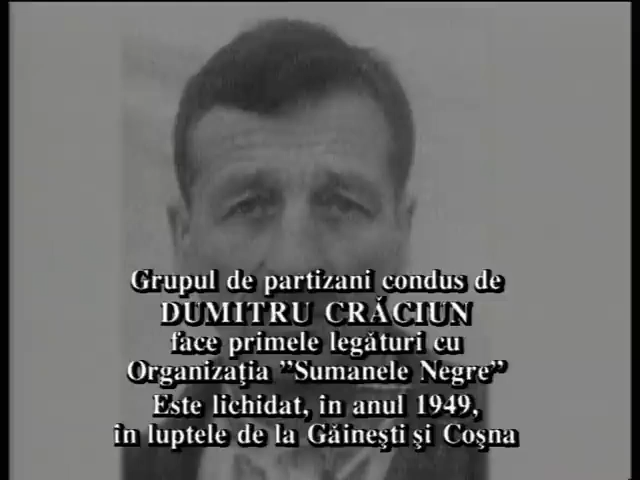 Grupul de partizani condus de
DUMITRU CRĂCIUN
face primele legături cu
Organizaţia ”Sumanele Negre”
Este lichidat, în anul 1949,
în luptele de la Găineşti şi Coşna